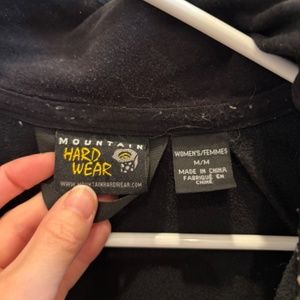 MOUNTAIN
HARD
WEAR
WWW.MOUNTAINHARDWEAR.COM
WOMEN'S/FEMMES
M/M
MADE IN CHINA
FABRIQUÉ EN
CHINE